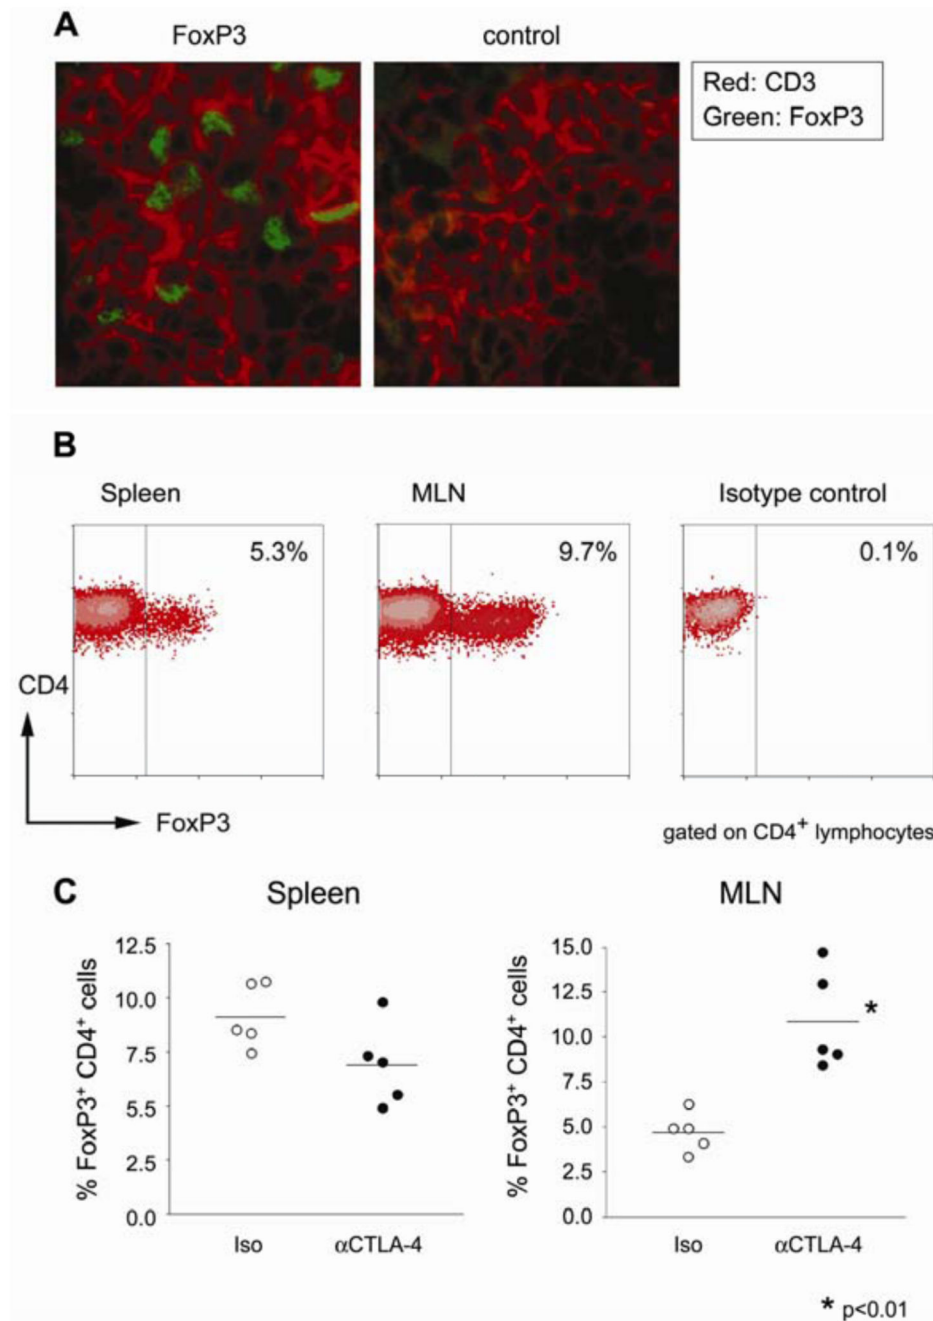 A
FoxP3 control
Red: CD3
Green: FoxP3
B
Spleen MLN Isotype control
5.3% 9.7% 0.1%
CD4
FoxP3
gated on CD4+ lymphocytes
C
Spleen MLN
% FoxP3+ CD4+ cells
12.5
10.0
7.5
5.5
2.5
0.0
Iso αCTLA-4
% FoxP3+ CD4+ cells
15.0
12.5
10.0
7.5
5.0
2.5
0.0
*
Iso αCTLA-4
* p<0.01